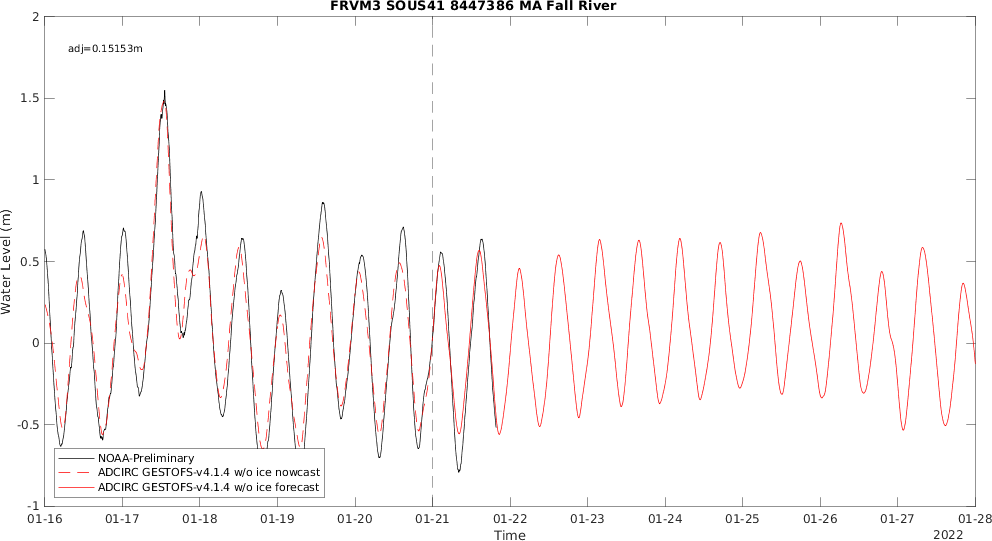 FRVM3 SOUS41 8447386 MA Fall River
adj=0.15153m
Water Level (m)
2
1.5
1
0.5
0
-0.5
-1
NOAA-Preliminary
ADCIRC GESTOFS-v4.1.4 w/o ice nowcast
ADCIRC GESTOFS-v4.1.4 w/o ice forecast
01-16 01-17 01-18 01-19 01-20 01-21 01-22 01-23 01-24 01-25 01-26 01-27 01-28
Time
2022